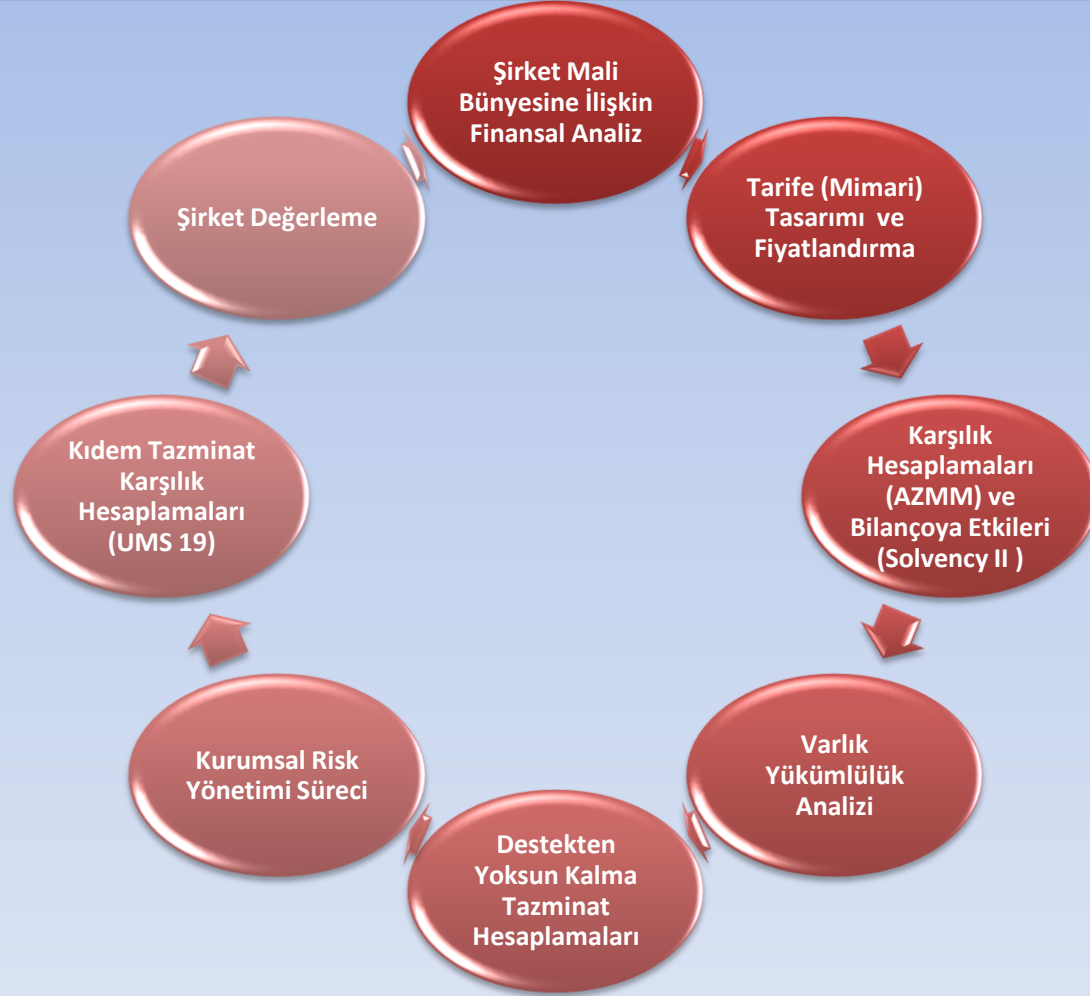 Şirket Mali
Bünyesine İlişkin
Finansal Analiz
Tarife (Mimari)
Tasarımı ve
Fiyatlandırma
Karşılık
Hesaplamaları
(AZMM) ve
Bilançoya Etkileri
(Solvency II )
Varlık
Yükümlülük
Analizi
Destekten
Yoksun Kalma
Tazminat
Hesaplamaları
Kurumsal Risk
Yönetimi Süreci
Kıdem Tazminat
Karşılık
Hesaplamaları
(UMS 19)
Şirket Değerleme